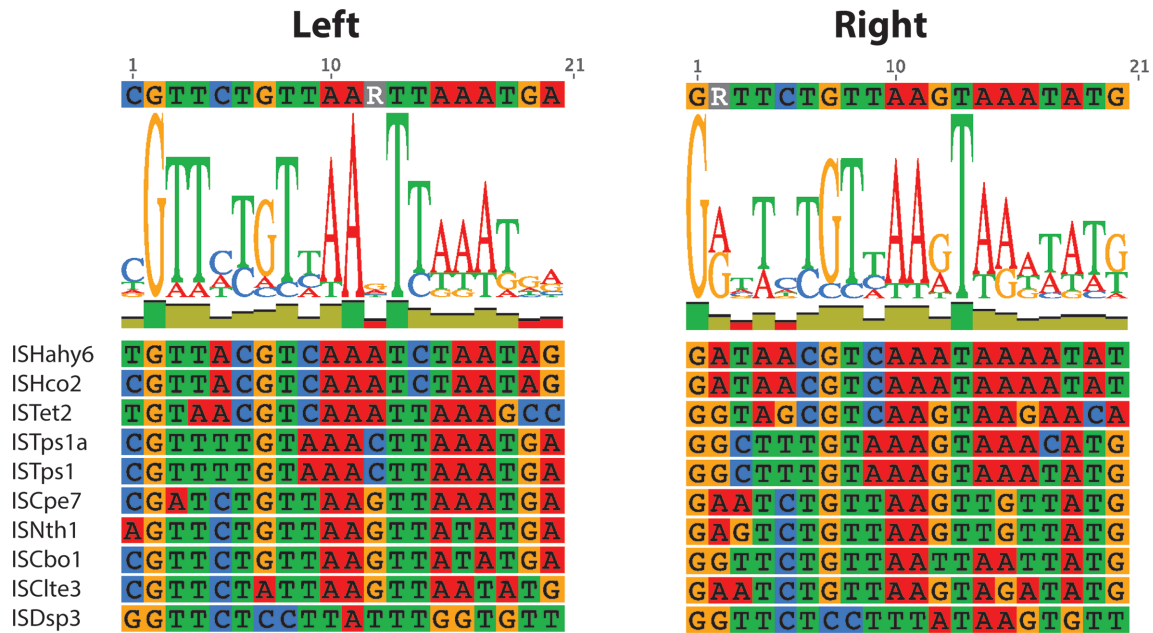 Left Right
1 10 21 1 10 21
CGTTCTGTTAARTTAAATGA GRTTCTGTTAAGTAAATATG
ISHahy6 TGTTACGTCAAATCTAATAG GATAACGTCAAATAAAATAT
ISHco2 CGTTACGTCAAATCTAATAG GATAACGTCAAATAAAATAT
ISTet2 TGTAACGTCAAATTAAAGCC GGTAGCGTCAAGTAAGAACA
ISTps1a CGTTTTGTAAACTTAAATGA GGCTTTGTAAAGTAAACATG
ISTps1 CGTTTTGTAAACTTAAATGA GGCTTTGTAAAGTAAATATG
ISCpe7 CGATCTGTTAAGTTAAATGA GAATCTGTTAAGTTGTTATG
ISNth1 AGTTCTGTTAAGTTATATGA GAGTCTGTTAAGTTGTTATG
ISCbo1 CGTTCTGTTAAGTTATATGA GGTTCTGTTAATTAATTATG
ISClte3 CGTTCTATTAAGTTAATATG GAATCTGTTAAGTAGATATG
ISDsp3 GGTTCTCCTTATTTGGTGTT GGTTCTCCTTTATAAGTGTT